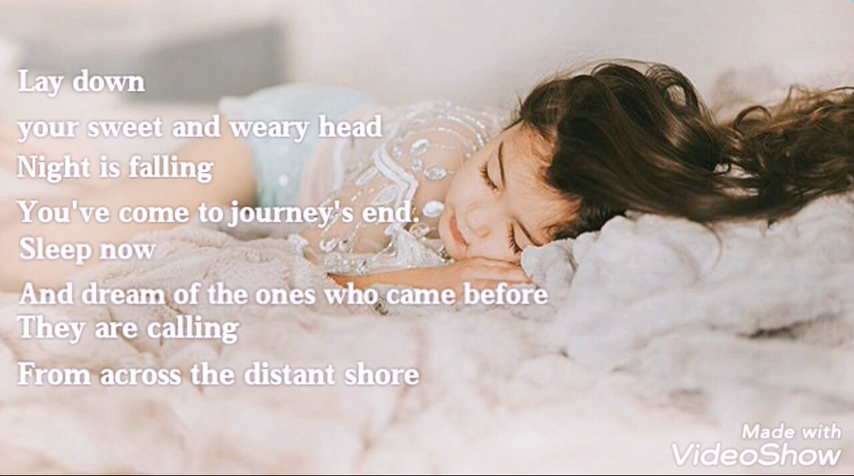 Lay down
your sweet and weary head
Night is falling
You've come to journey's end.
Sleep now
And dream of the ones who came before
They are calling
From across the distant shore
Made with
VideoShow